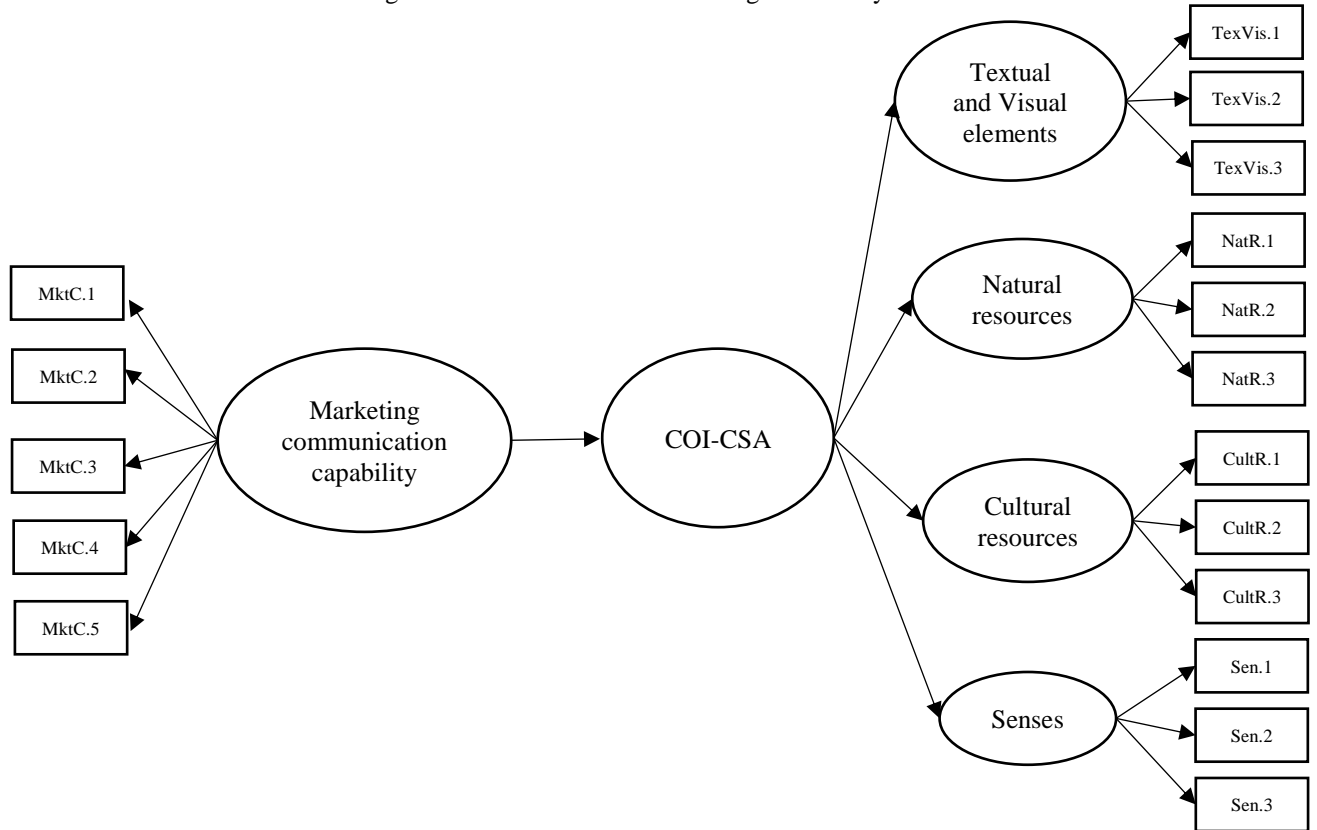 MktC.1
MktC.2
MktC.3
MktC.4
MktC.5
Marketing
communication
capability
COI-CSA
Textual
and Visual
elements
Natural
resources
Cultural
resources
Senses
TexVis.1
TexVis.2
TexVis.3
NatR.1
NatR.2
NatR.3
CultR.1
CultR.2
CultR.3
Sen.1
Sen.2
Sen.3